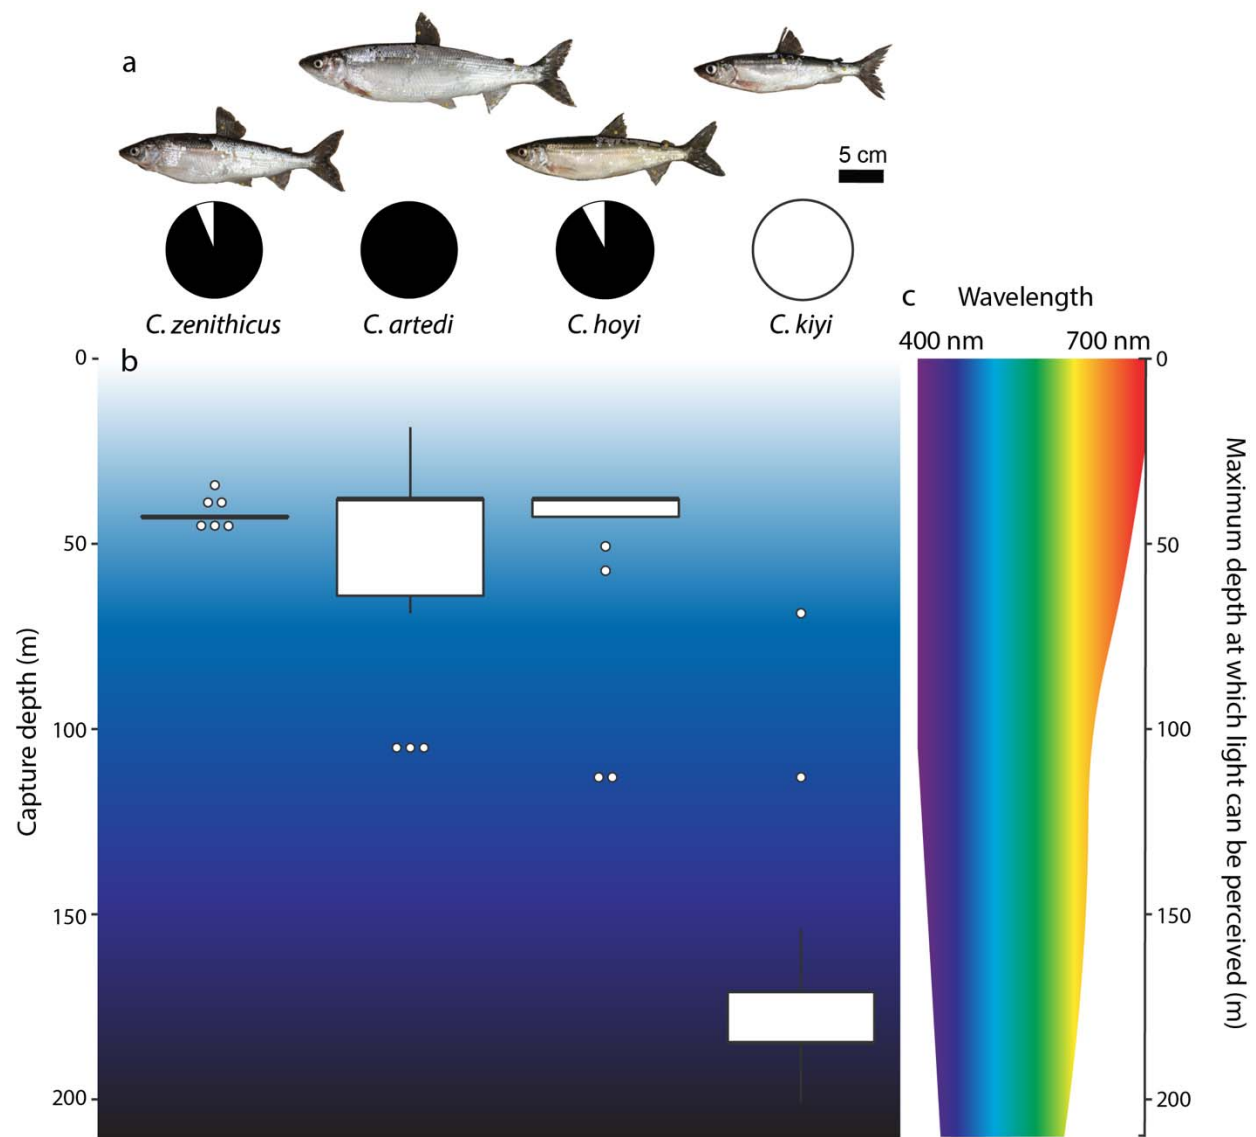 a
5 cm
C. zenithicus
C. artedi
C. hoyi
C. kiyi
b
Capture depth (m)
0
50
100
150
200
c
Wavelength
400 nm
700 nm
0
50
100
150
200
Maximum depth at which light can be perceived (m)